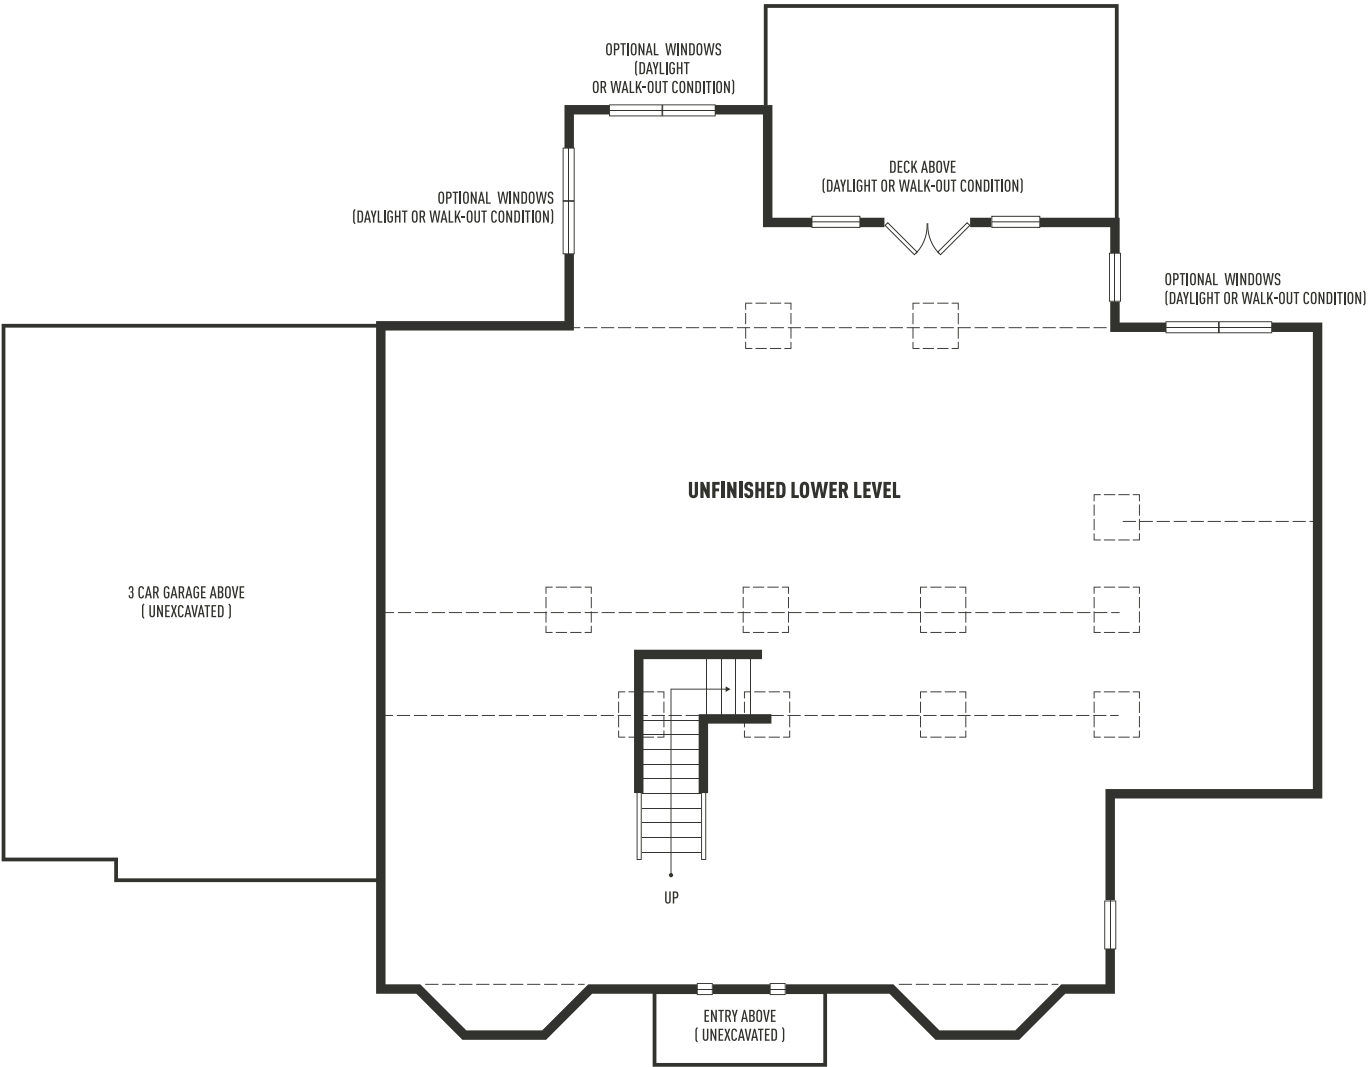 OPTIONAL WINDOWS
(DAYLIGHT
OR WALK-OUT CONDITION)
DECK ABOVE
(DAYLIGHT OR WALK-OUT CONDITION)
OPTIONAL WINDOWS
(DAYLIGHT OR WALK-OUT CONDITION)
OPTIONAL WINDOWS
(DAYLIGHT OR WALK-OUT CONDITION)
UNFINISHED LOWER LEVEL
3 CAR GARAGE ABOVE
( UNEXCAVATED )
UP
ENTRY ABOVE
( UNEXCAVATED )